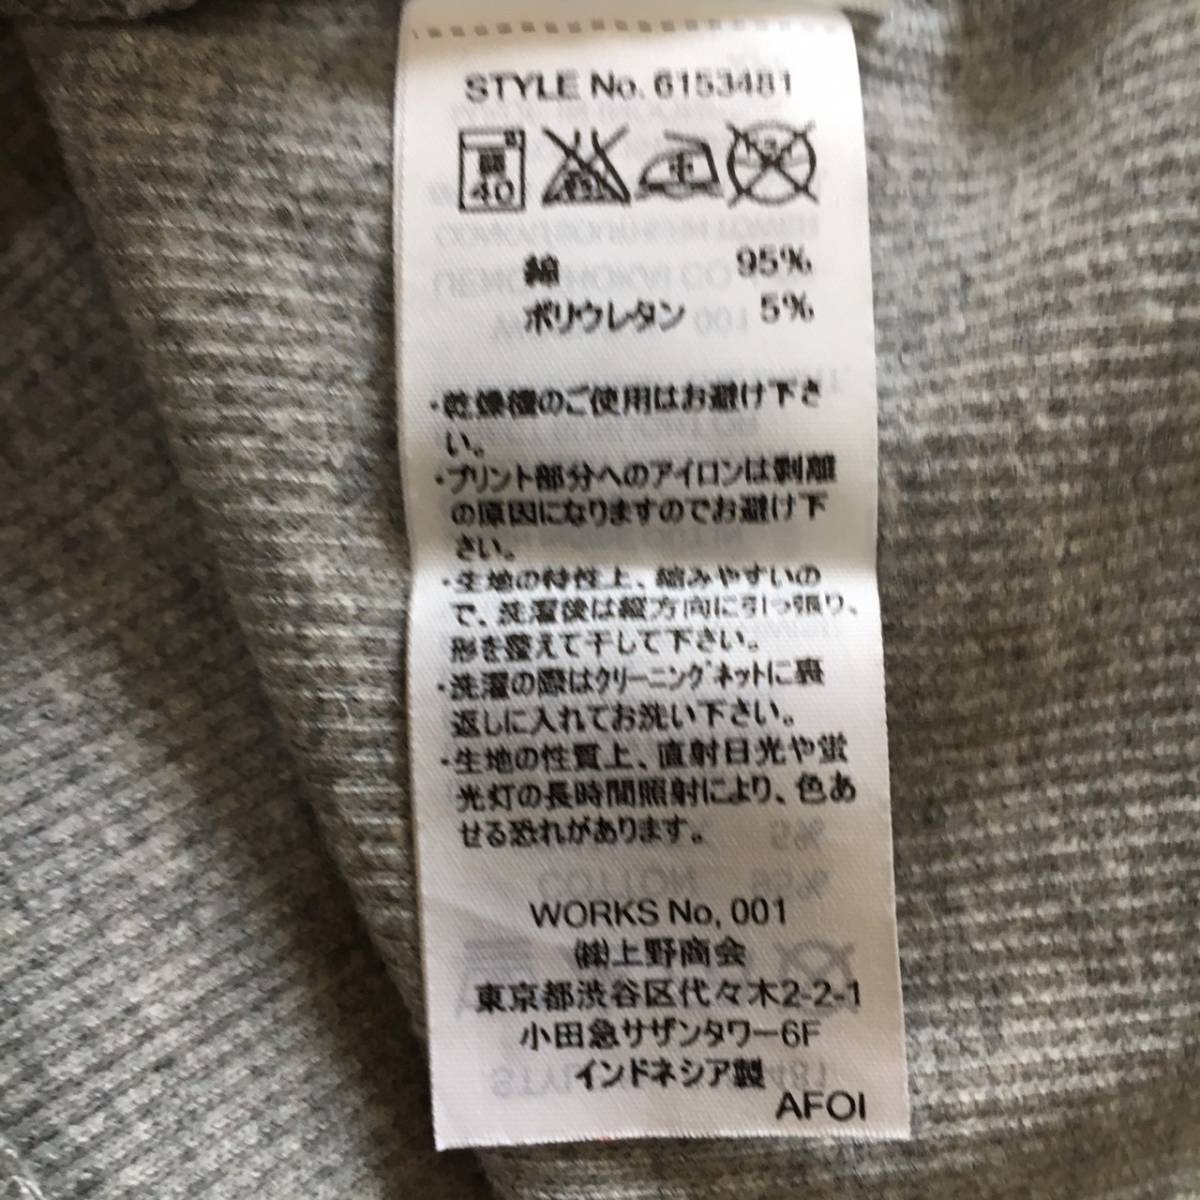 STYLE No. 6153481
40
中
綿 95%
ポリウレタン 5%
・乾燥機のご使用はお避け下さ
い。
・プリント部分へのアイロンは剥離
の原因になりますのでお避け下
さい。
・生地の特性上、縮みやすいの
で、洗濯後は縦方向に引っ張り、
形を整えて干して下さい。
・洗濯の際はクリーニングネットに裏
返しに入れてお洗い下さい。
・生地の性質上、直射日光や蛍
光灯の長時間照射により、色あ
せる恐れがあります。
WORKS No, 001
㈱上野商会
東京都渋谷区代々木2-2-1
小田急サザンタワー6F
インドネシア製
AFOI